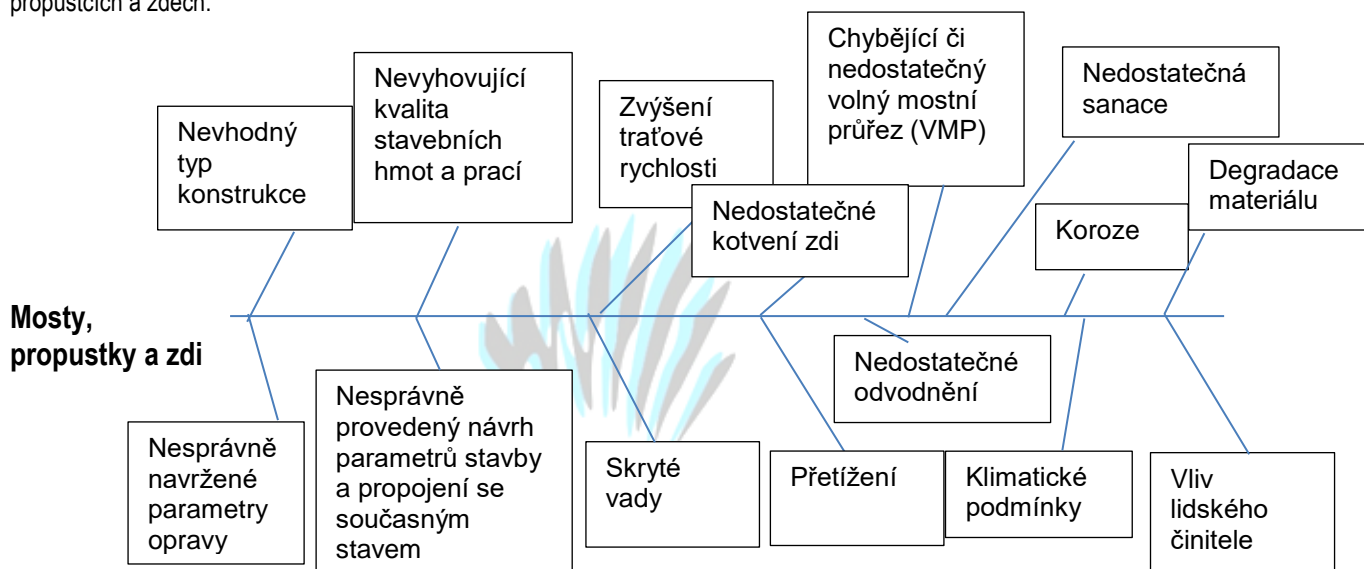 propustcích a zdech.
Nevhodný
typ
konstrukce
Nevyhovující
kvalita
stavebních
hmot a prací
Zvýšení
traťové
rychlosti
Nedostatečné
kotvení zdi
Chybějící či
nedostatečný
volný mostní
průřez (VMP)
Nedostatečná
sanace
Koroze
Degradace
materiálu
Mosty,
propustky a zdi
Nesprávně
navržené
parametry
opravy
Nesprávně
provedený návrh
parametrů stavby
a propojení se
současným
stavem
Skryté
vady
Přetížení
Nedostatečné
odvodnění
Klimatické
podmínky
Vliv
lidského
činitele